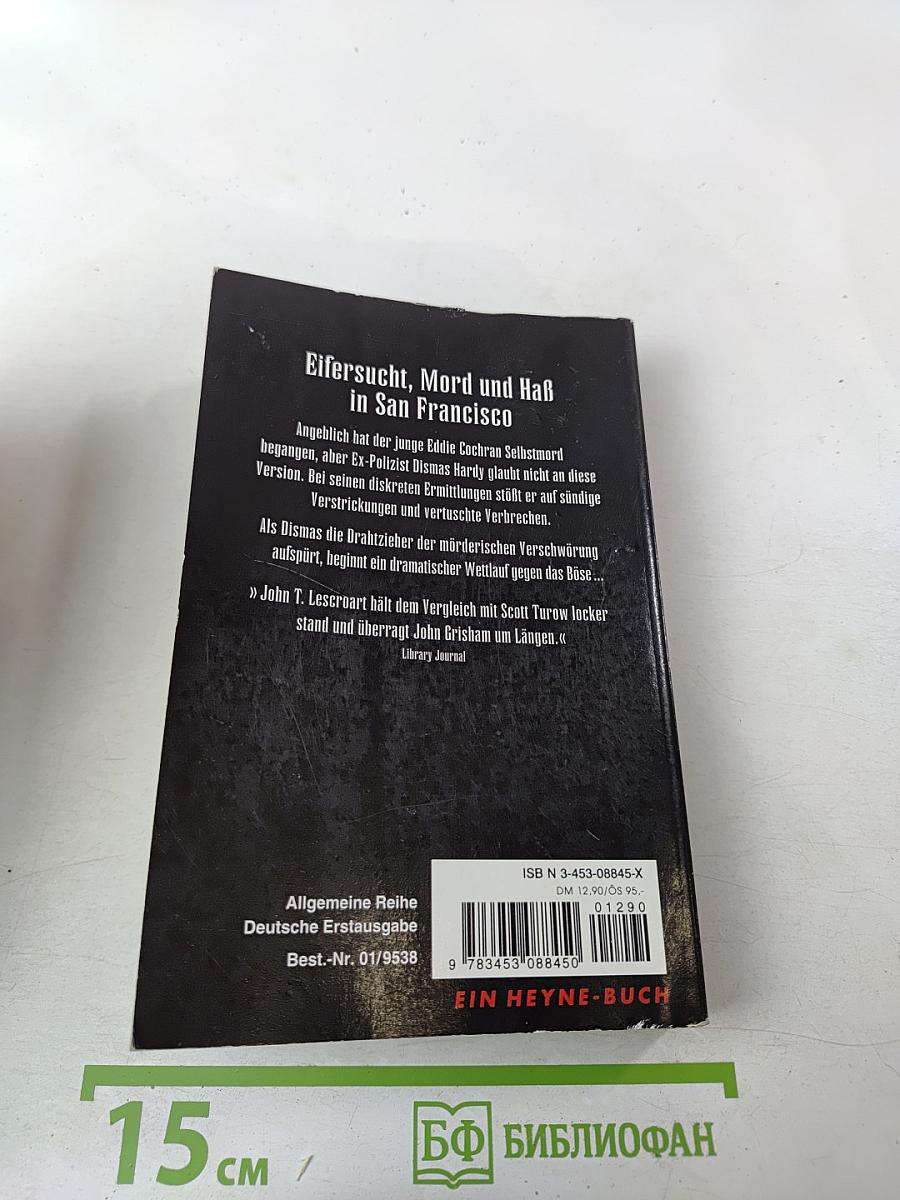 Eifersucht, Mord und Haß
in San Francisco
Angeblich hat der junge Eddie Cochran Selbstmord
begangen, aber Ex-Polizist Dismas Hardy glaubt nicht an diese
Version. Bei seinen diskreten Ermittlungen stößt er auf sündige
Verstrickungen und vertuschte Verbrechen.
Als Dismas die Drahtzieher der mörderischen Verschwörung
aufspürt, beginnt ein dramatischer Wettlauf gegen das Böse ...
» John T. Lescroart hält dem Vergleich mit Scott Turow locker
stand und überragt John Grisham um Längen.«
Library Journal
ISB N 3-453-08845-X
DM 12,90/ÖS 95,-
01290
9 783453 088450
Allgemeine Reihe
Deutsche Erstausgabe
Best.-Nr. 01/9538
EIN HEYNE-BUCH
15 см
БФ БИБЛИОФАН